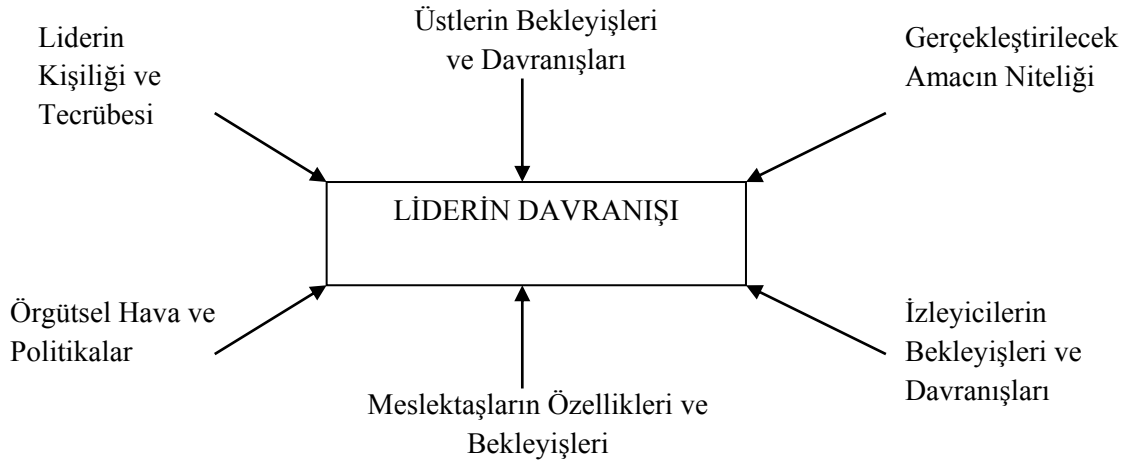 Liderin
Kişiliği ve
Tecrübesi
Üstlerin Bekleyişleri
ve Davranışları
Gerçekleştirilecek
Amacın Niteliği
LİDERİN DAVRANIŞI
Örgütsel Hava ve
Politikalar
Meslektaşların Özellikleri ve
Bekleyişleri
İzleyicilerin
Bekleyişleri ve
Davranışları